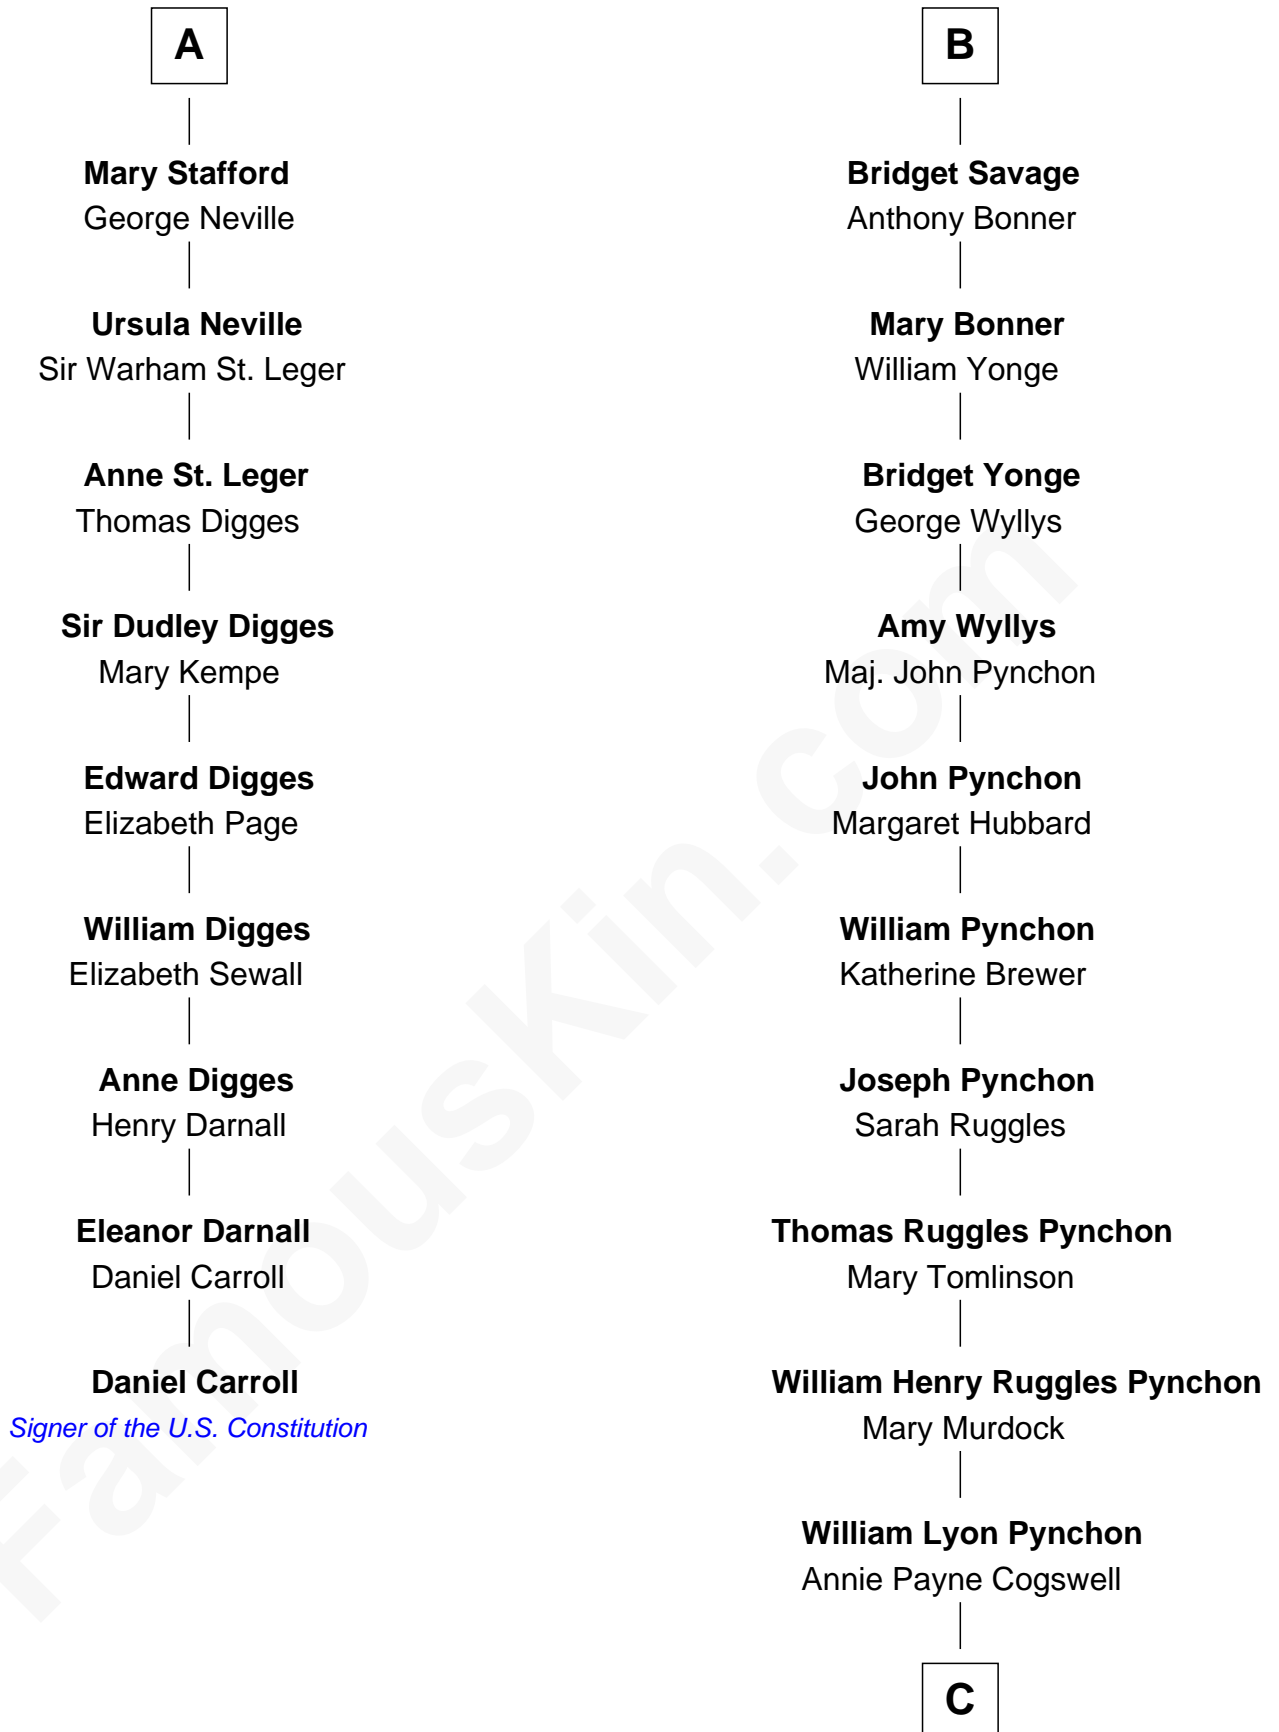 A
Mary Stafford
George Neville
Ursula Neville
Sir Warham St. Leger
Anne St. Leger
Thomas Digges
Sir Dudley Digges
Mary Kempe
Edward Digges
Elizabeth Page
William Digges
Elizabeth Sewall
Anne Digges
Henry Darnall
Eleanor Darnall
Daniel Carroll
Daniel Carroll
Signer of the U.S. Constitution
B
Bridget Savage
Anthony Bonner
Mary Bonner
William Yonge
Bridget Yonge
George Wyllys
Amy Wyllys
Maj. John Pynchon
John Pynchon
Margaret Hubbard
William Pynchon
Katherine Brewer
Joseph Pynchon
Sarah Ruggles
Thomas Ruggles Pynchon
Mary Tomlinson
William Henry Ruggles Pynchon
Mary Murdock
William Lyon Pynchon
Annie Payne Cogswell
C
FamousKin.com